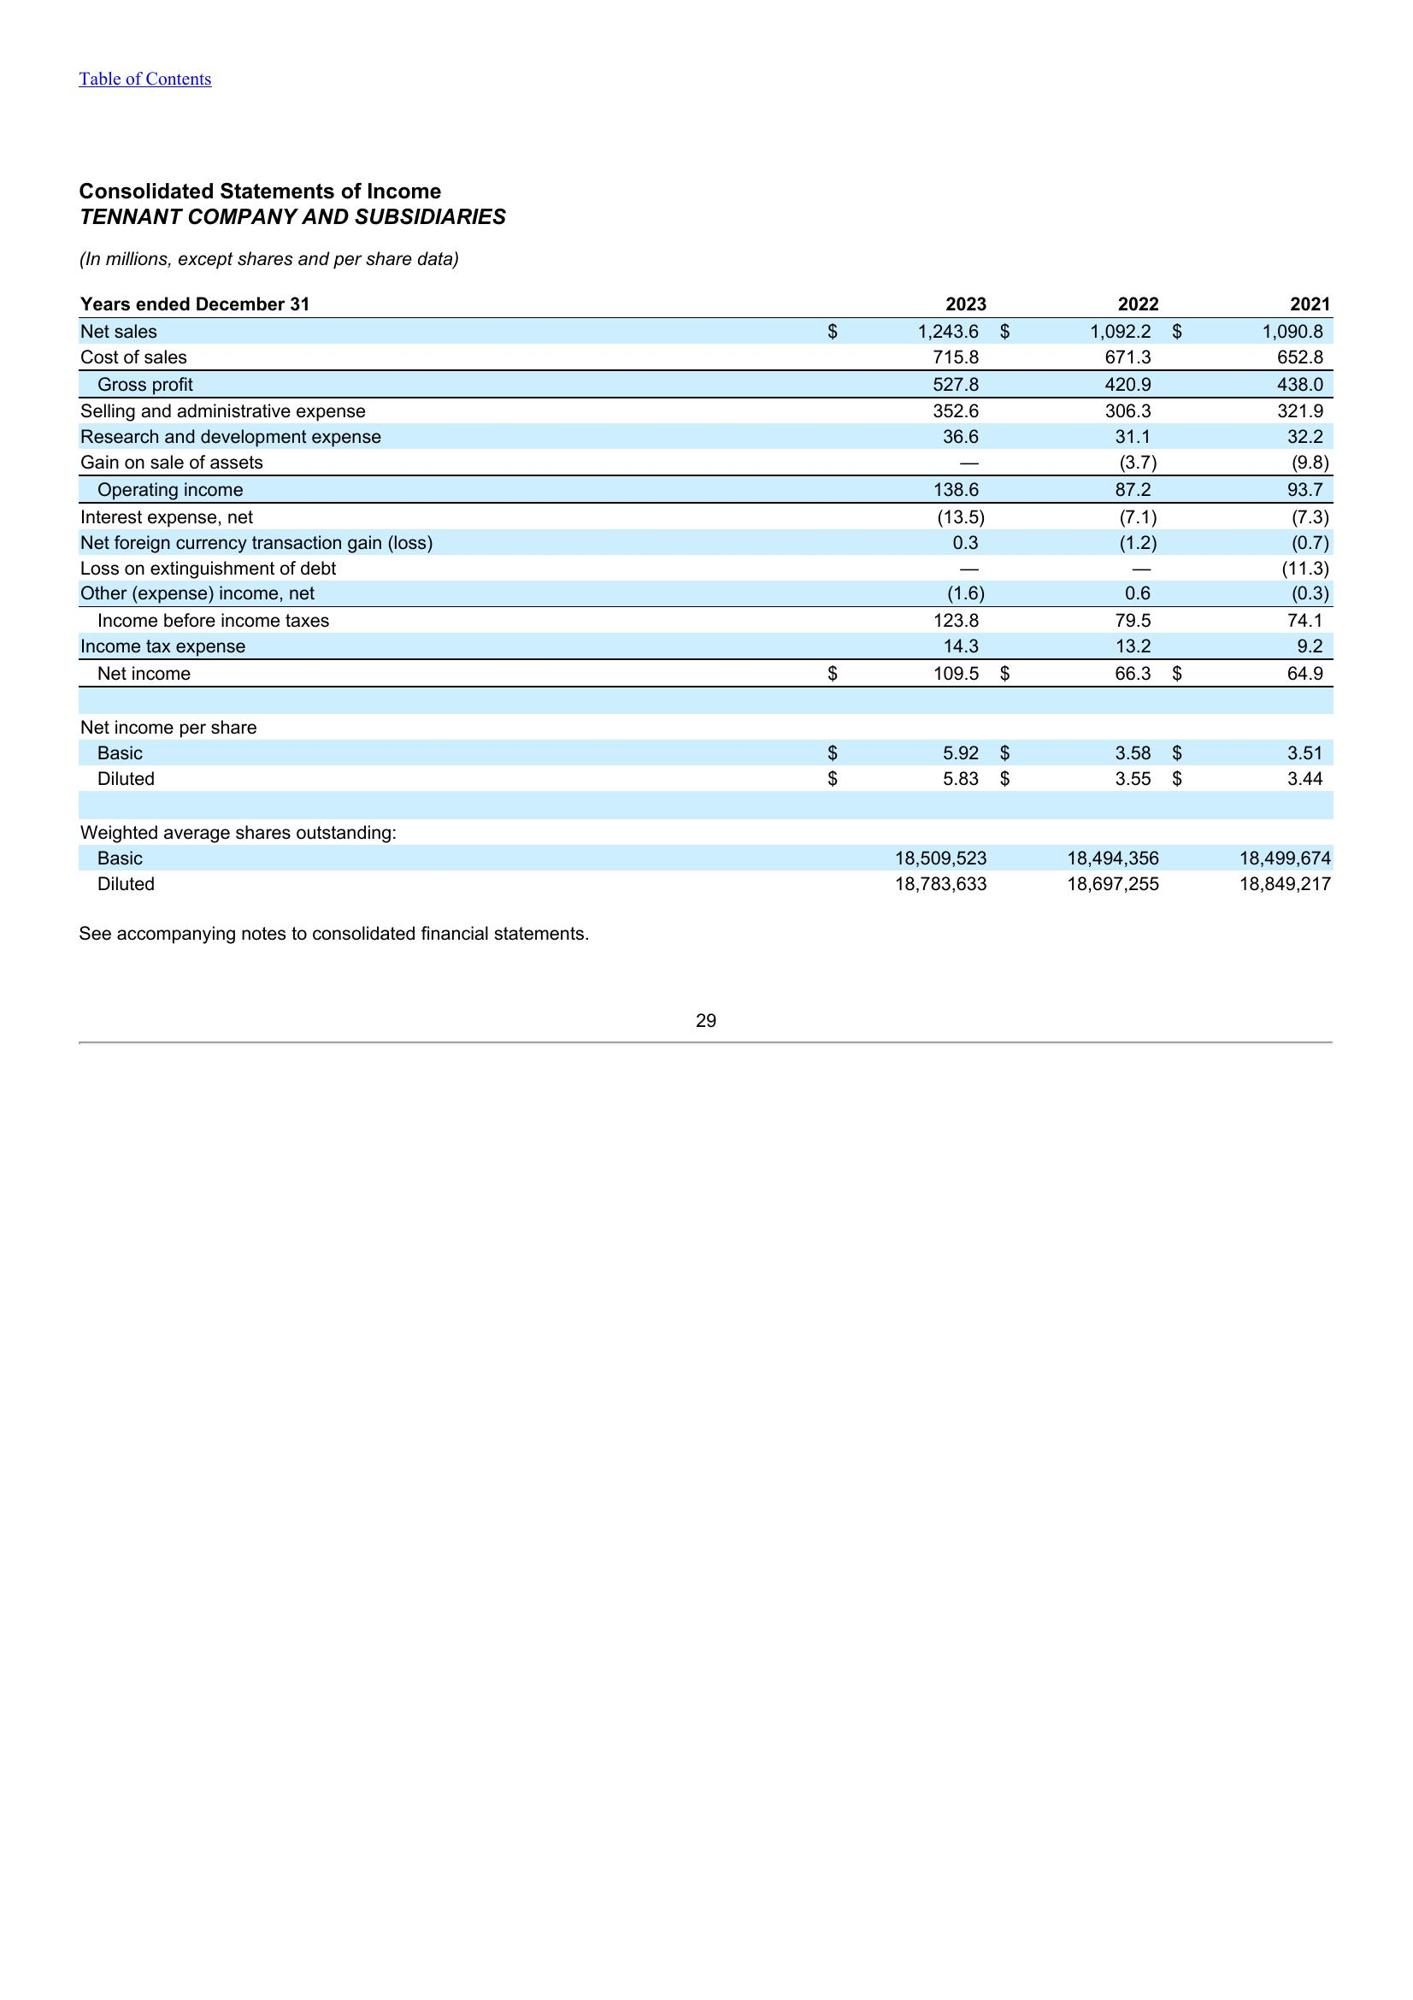 Table of Contents
Consolidated Statements of Income
TENNANT COMPANY AND SUBSIDIARIES
(In millions, except shares and per share data)
Years ended December 31 2023 2022 2021
Net sales $ 1,243.6 $ 1,092.2 $ 1,090.8
Cost of sales 715.8 671.3 652.8
Gross profit 527.8 420.9 438.0
Selling and administrative expense 352.6 306.3 321.9
Research and development expense 36.6 31.1 32.2
Gain on sale of assets — (3.7) (9.8)
Operating income 138.6 87.2 93.7
Interest expense, net (13.5) (7.1) (7.3)
Net foreign currency transaction gain (loss) 0.3 (1.2) (0.7)
Loss on extinguishment of debt — — (11.3)
Other (expense) income, net (1.6) 0.6 (0.3)
Income before income taxes 123.8 79.5 74.1
Income tax expense 14.3 13.2 9.2
Net income $ 109.5 $ 66.3 $ 64.9
Net income per share
Basic $ 5.92 $ 3.58 $ 3.51
Diluted $ 5.83 $ 3.55 $ 3.44
Weighted average shares outstanding:
Basic 18,509,523 18,494,356 18,499,674
Diluted 18,783,633 18,697,255 18,849,217
See accompanying notes to consolidated financial statements.
29